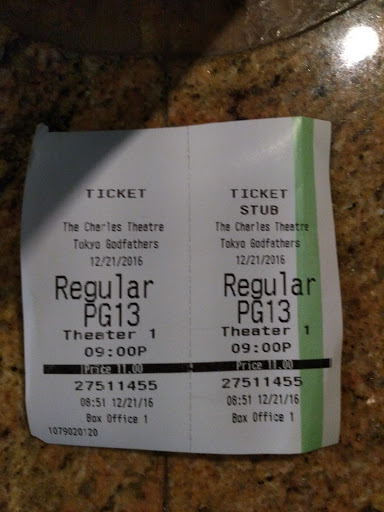 TICKET
The Charles Theatre
Tokyo Godfathers
12/21/2016
Regular
PG13
Theater 1
09:00P
Price 11.00
27511455
08:51 12/21/16
Box Office 1
1079020120
TICKET
STUB
The Charles Theatre
Tokyo Godfathers
12/21/2016
Regular
PG13
Theater 1
09:00P
Price 11.00
27511455
08:51 12/21/16
Box Office 1